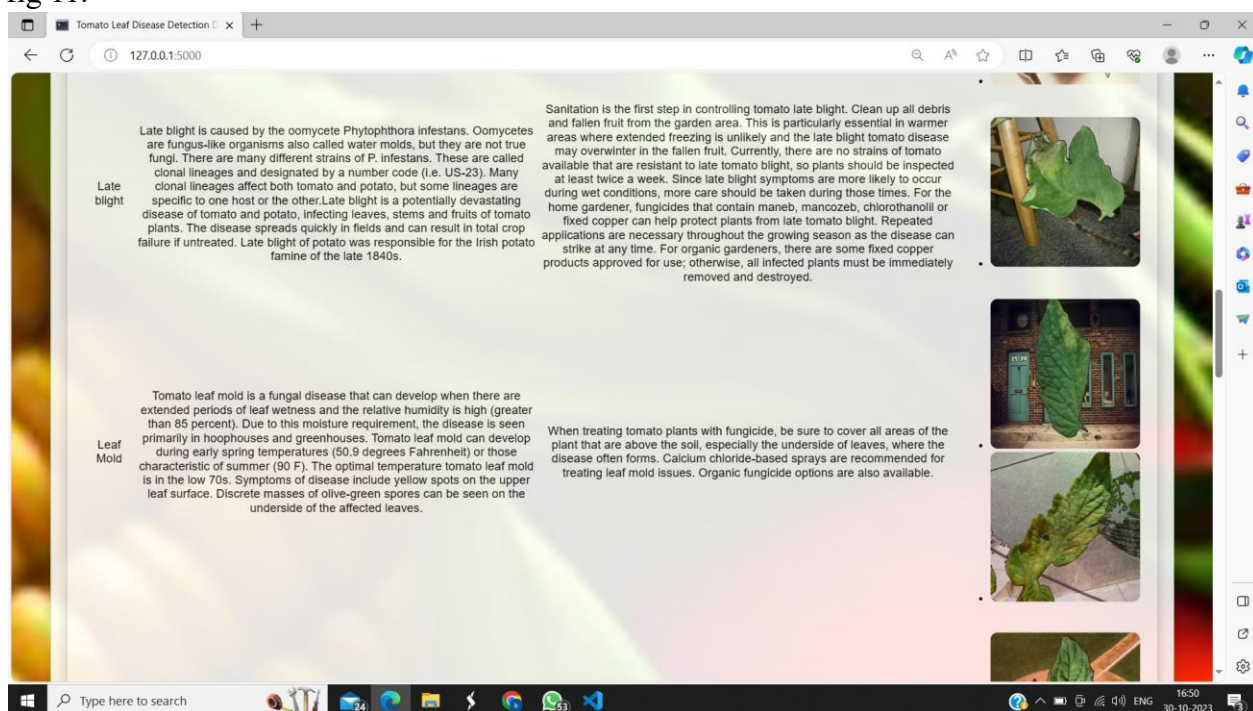 fig 11.
Tomato Leaf Disease Detection D
127.0.0.1:5000
Late
blight
Late blight is caused by the oomycete Phytophthora infestans. Oomycetes
are fungus-like organisms also called water molds, but they are not true
fungi. There are many different strains of P. infestans. These are called
clonal lineages and designated by a number code (i.e. US-23). Many
clonal lineages affect both tomato and potato, but some lineages are
specific to one host or the other.Late blight is a potentially devastating
disease of tomato and potato, infecting leaves, stems and fruits of tomato
plants. The disease spreads quickly in fields and can result in total crop
failure if untreated. Late blight of potato was responsible for the Irish potato
famine of the late 1840s.
Sanitation is the first step in controlling tomato late blight. Clean up all debris
and fallen fruit from the garden area. This is particularly essential in warmer
areas where extended freezing is unlikely and the late blight tomato disease
may overwinter in the fallen fruit. Currently, there are no strains of tomato
available that are resistant to late tomato blight, so plants should be inspected
at least twice a week. Since late blight symptoms are more likely to occur
during wet conditions, more care should be taken during those times. For the
home gardener, fungicides that contain maneb, mancozeb, chlorothanolil or
fixed copper can help protect plants from late tomato blight. Repeated
applications are necessary throughout the growing season as the disease can
strike at any time. For organic gardeners, there are some fixed copper
products approved for use; otherwise, all infected plants must be immediately
removed and destroyed.
Leaf
Mold
Tomato leaf mold is a fungal disease that can develop when there are
extended periods of leaf wetness and the relative humidity is high (greater
than 85 percent). Due to this moisture requirement, the disease is seen
primarily in hoophouses and greenhouses. Tomato leaf mold can develop
during early spring temperatures (50.9 degrees Fahrenheit) or those
characteristic of summer (90 F). The optimal temperature tomato leaf mold
is in the low 70s. Symptoms of disease include yellow spots on the upper
leaf surface. Discrete masses of olive-green spores can be seen on the
underside of the affected leaves.
When treating tomato plants with fungicide, be sure to cover all areas of the
plant that are above the soil, especially the underside of leaves, where the
disease often forms. Calcium chloride-based sprays are recommended for
treating leaf mold issues. Organic fungicide options are also available.
Type here to search
24
53
ENG
16:50
30-10-2023
3